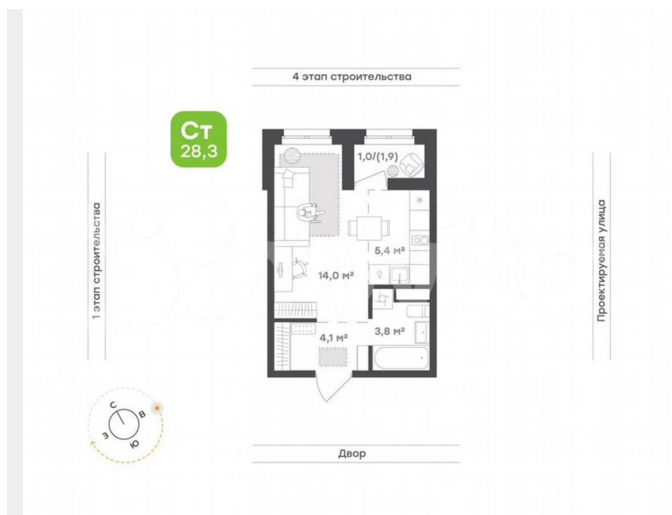 4 этап строительства
Ст
28,3
1,0/(1,9)
1 этап строительства
5,4 м²
14,0 м²
Проектируемая улица
4,1 м²
3,8 м²
С
В
З
Ю
Двор